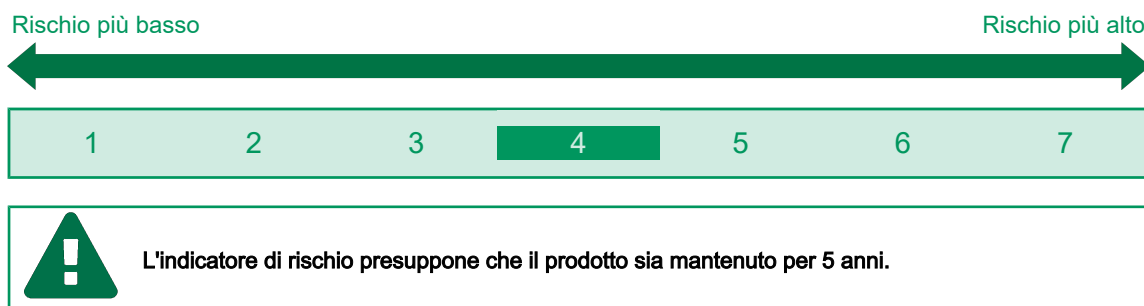 Rischio più basso Rischio più alto
1 2 3 4 5 6 7
L'indicatore di rischio presuppone che il prodotto sia mantenuto per 5 anni.